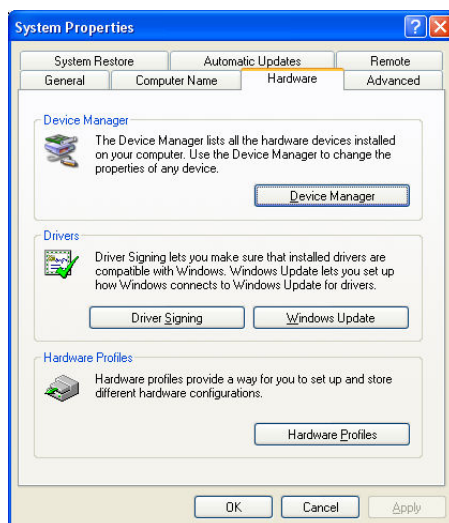 System Properties
System Restore Automatic Updates Remote
General Computer Name Hardware Advanced
Device Manager
The Device Manager lists all the hardware devices installed
on your computer. Use the Device Manager to change the
properties of any device.
Device Manager
Drivers
Driver Signing lets you make sure that installed drivers are
compatible with Windows. Windows Update lets you set up
how Windows connects to Windows Update for drivers.
Driver Signing Windows Update
Hardware Profiles
Hardware profiles provide a way for you to set up and store
different hardware configurations.
Hardware Profiles
OK Cancel Apply